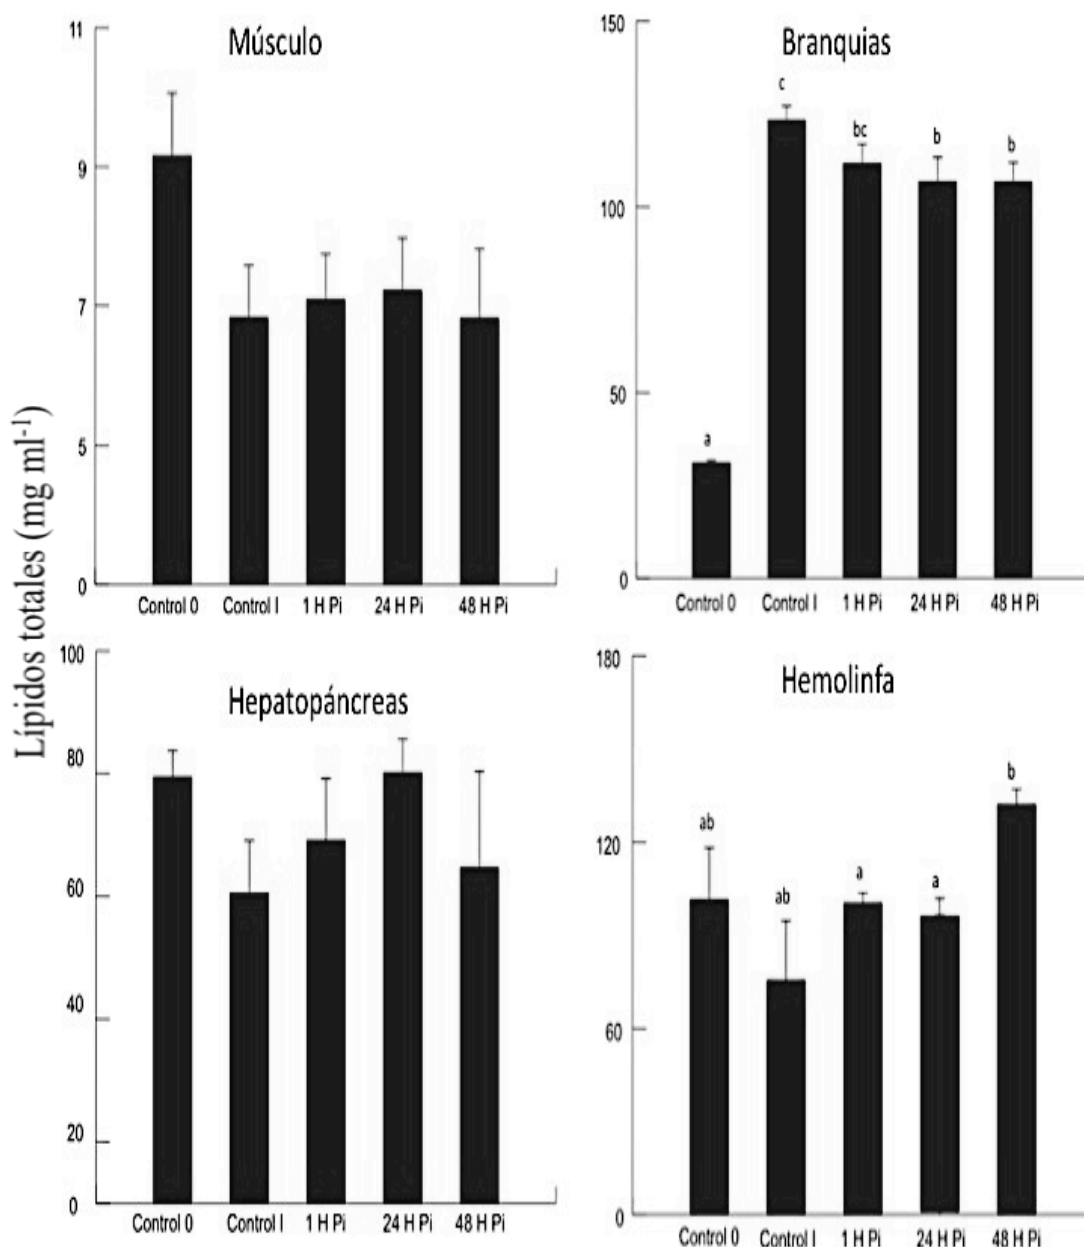 Lípidos totales (mg ml-1)
Músculo
11
9
7
5
0
Control 0 Control I 1 H Pi 24 H Pi 48 H Pi
Branquias
150
100
50
0
a c bc b b
Control 0 Control I 1 H Pi 24 H Pi 48 H Pi
Hepatopáncreas
100
80
60
40
20
0
Control 0 Control I 1 H Pi 24 H Pi 48 H Pi
Hemolinfa
180
120
60
0
ab ab a a b
Control 0 Control I 1 H Pi 24 H Pi 48 H Pi